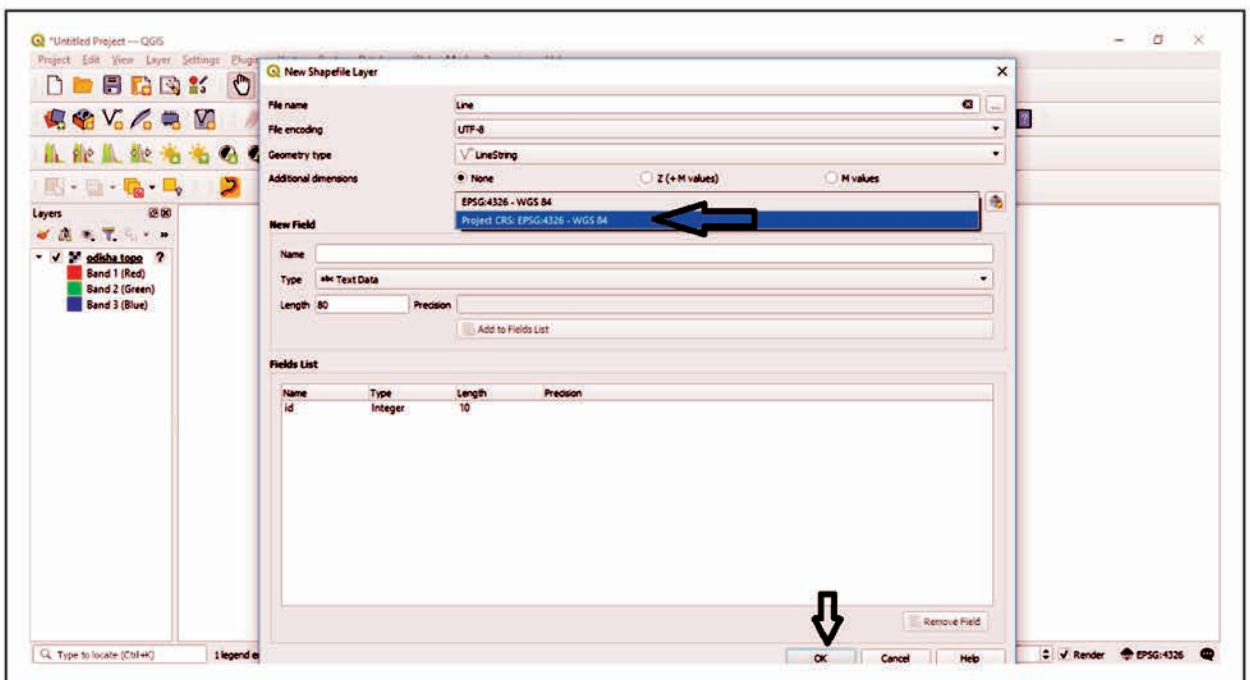 *Untitled Project — QGIS
Project Edit View Layer Settings Plugi
New Shapefile Layer
File name Line
File encoding UTF-8
Geometry type LineString
Additional dimensions None Z (+ M values) M values
EPSG:4326 - WGS 84
Project CRS: EPSG:4326 - WGS 84
Layers
New Field
Name
Type abc Text Data
Length 80 Precision
Add to Fields List
odisha topo ?
Band 1 (Red)
Band 2 (Green)
Band 3 (Blue)
Fields List
Name Type Length Precision
id Integer 10
Remove Field
OK Cancel Help
Type to locate (Ctrl+K) 1 legend e Render EPSG:4326